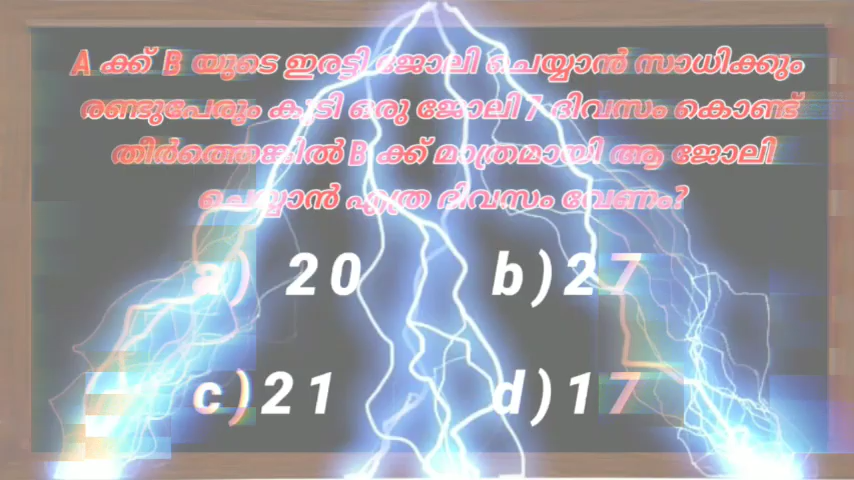 A ക്ക് B യുടെ ഇരട്ടി ജോലി ചെയ്യാൻ സാധിക്കും
രണ്ടുപേരും കൂടി ഒരു ജോലി 7 ദിവസം കൊണ്ട്
തീർത്തെങ്കിൽ B ക്ക് മാത്രമായി ആ ജോലി
ചെയ്യാൻ എത്ര ദിവസം വേണം?
a) 20 b)27
c)21 d)17